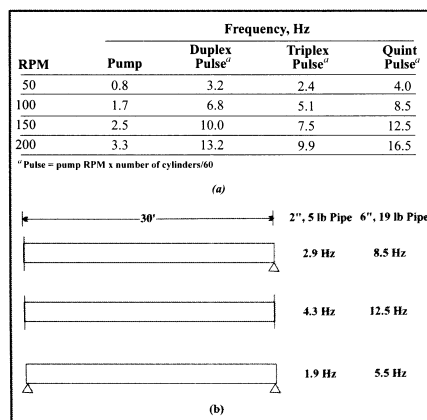 Frequency, Hz
Duplex Triplex Quint
RPM Pump Pulse^a Pulse^a Pulse^a
50 0.8 3.2 2.4 4.0
100 1.7 6.8 5.1 8.5
150 2.5 10.0 7.5 12.5
200 3.3 13.2 9.9 16.5
^a Pulse = pump RPM x number of cylinders/60
(a)
30' 2", 5 lb Pipe 6", 19 lb Pipe
2.9 Hz 8.5 Hz
4.3 Hz 12.5 Hz
1.9 Hz 5.5 Hz
(b)